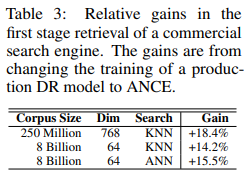 Table 3: Relative gains in the
first stage retrieval of a commercial
search engine. The gains are from
changing the training of a produc-
tion DR model to ANCE.
Corpus Size Dim Search Gain
250 Million 768 KNN +18.4%
8 Billion 64 KNN +14.2%
8 Billion 64 ANN +15.5%